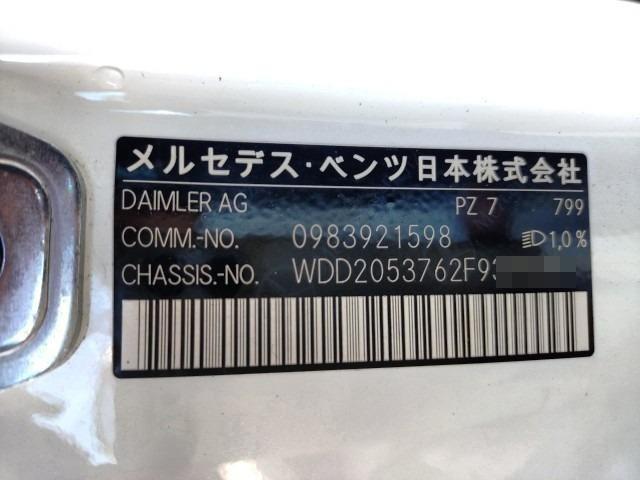 メルセデス・ベンツ日本株式会社
DAIMLER AG PZ 7 799
COMM.-NO. 0983921598 1,0%
CHASSIS.-NO. WDD2053762F93